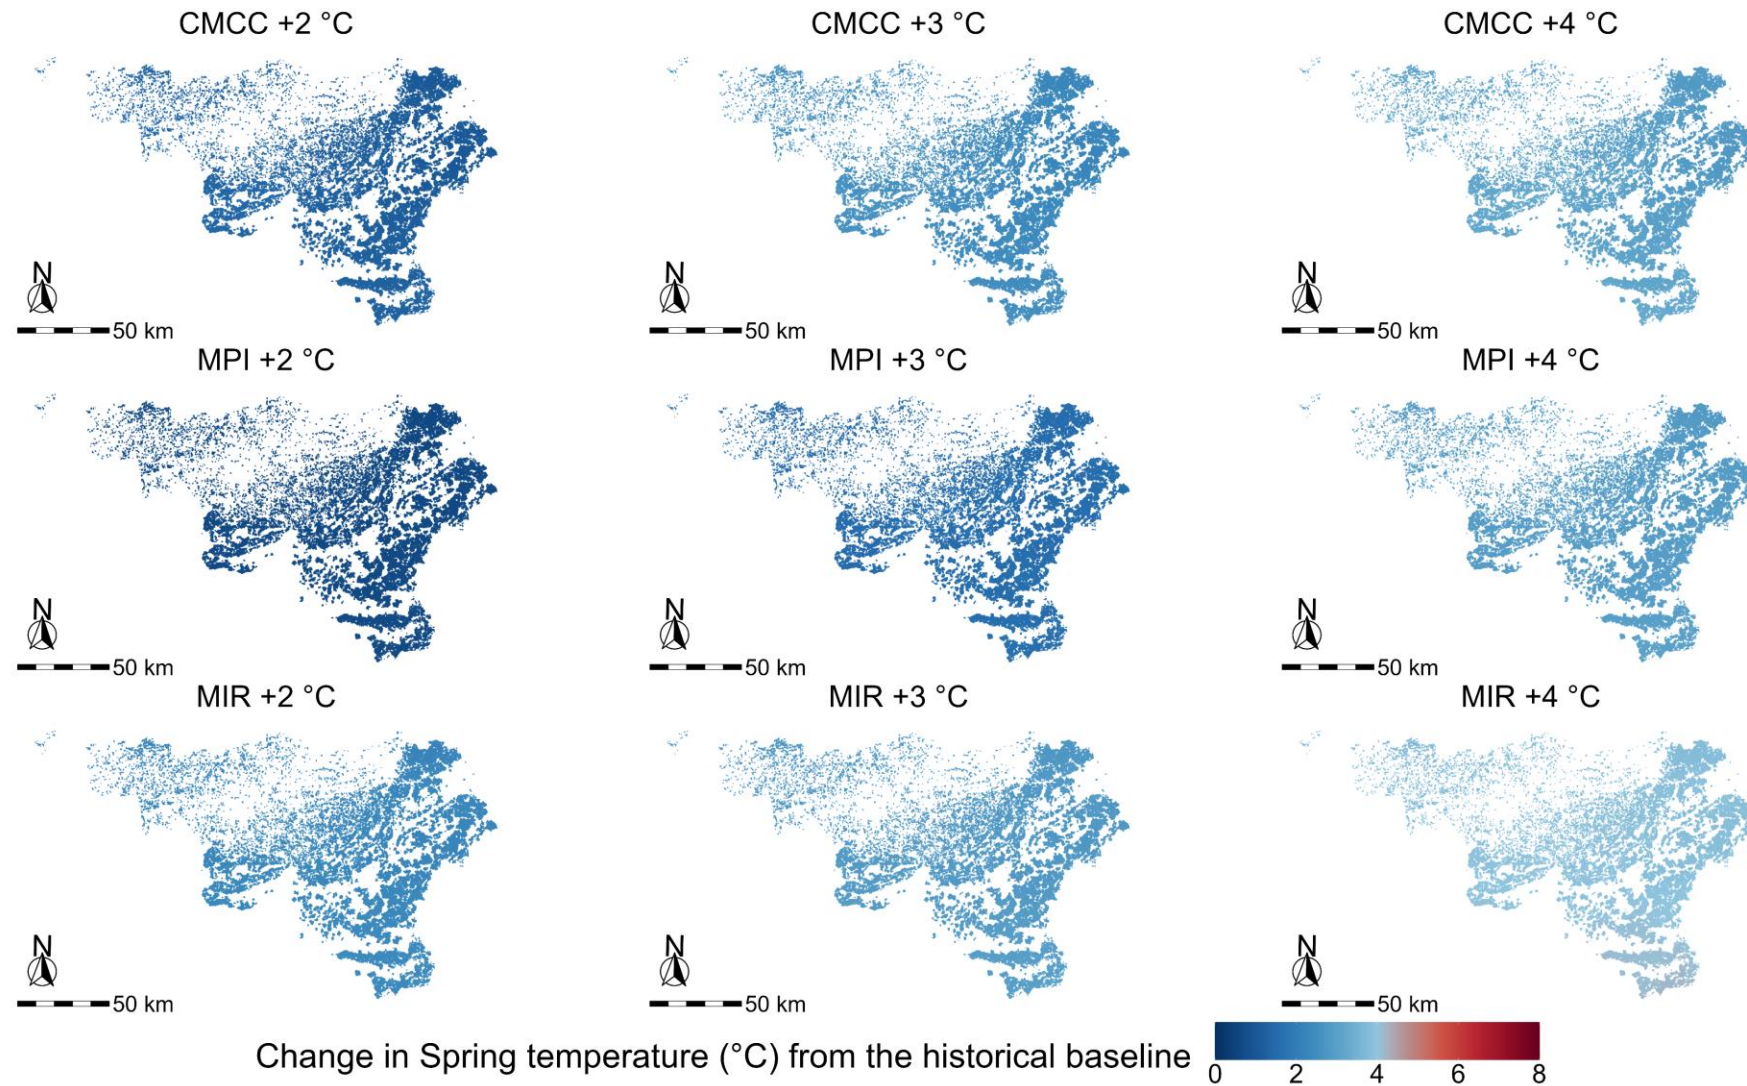 CMCC +2 °C CMCC +3 °C CMCC +4 °C
N N N
50 km 50 km 50 km
MPI +2 °C MPI +3 °C MPI +4 °C
N N N
50 km 50 km 50 km
MIR +2 °C MIR +3 °C MIR +4 °C
N N N
50 km 50 km 50 km
Change in Spring temperature (°C) from the historical baseline
0 2 4 6 8